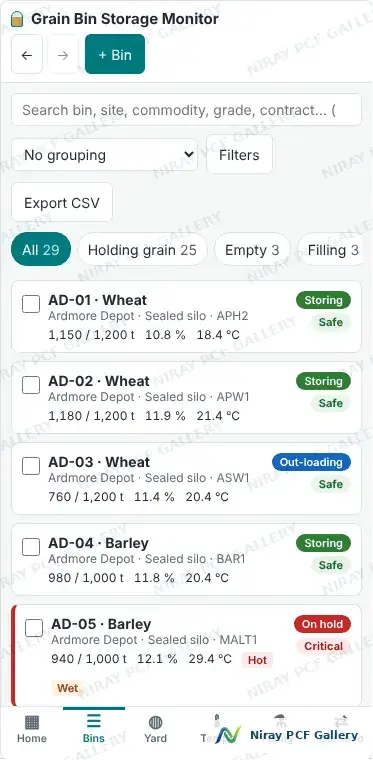 Grain Bin Storage Monitor
← → + Bin
Search bin, site, commodity, grade, contract... (
No grouping Filters
Export CSV
All 29 Holding grain 25 Empty 3 Filling 3
AD-01 · Wheat Storing
Ardmore Depot · Sealed silo · APH2 Safe
1,150 / 1,200 t 10.8 % 18.4 °C
AD-02 · Wheat Storing
Ardmore Depot · Sealed silo · APW1 Safe
1,180 / 1,200 t 11.9 % 21.4 °C
AD-03 · Wheat Out-loading
Ardmore Depot · Sealed silo · ASW1 Safe
760 / 1,200 t 11.4 % 20.4 °C
AD-04 · Barley Storing
Ardmore Depot · Sealed silo · BAR1 Safe
980 / 1,000 t 11.8 % 20.4 °C
AD-05 · Barley On hold
Ardmore Depot · Sealed silo · MALT1 Critical
940 / 1,000 t 12.1 % 29.4 °C Hot
Wet
Home Bins Yard
Niray PCF Gallery
NIRAY PCF GALLERY